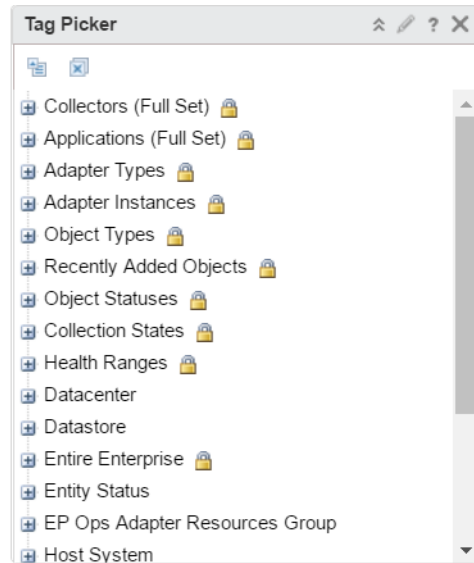 Tag Picker
Collectors (Full Set)
Applications (Full Set)
Adapter Types
Adapter Instances
Object Types
Recently Added Objects
Object Statuses
Collection States
Health Ranges
Datacenter
Datastore
Entire Enterprise
Entity Status
EP Ops Adapter Resources Group
Host System